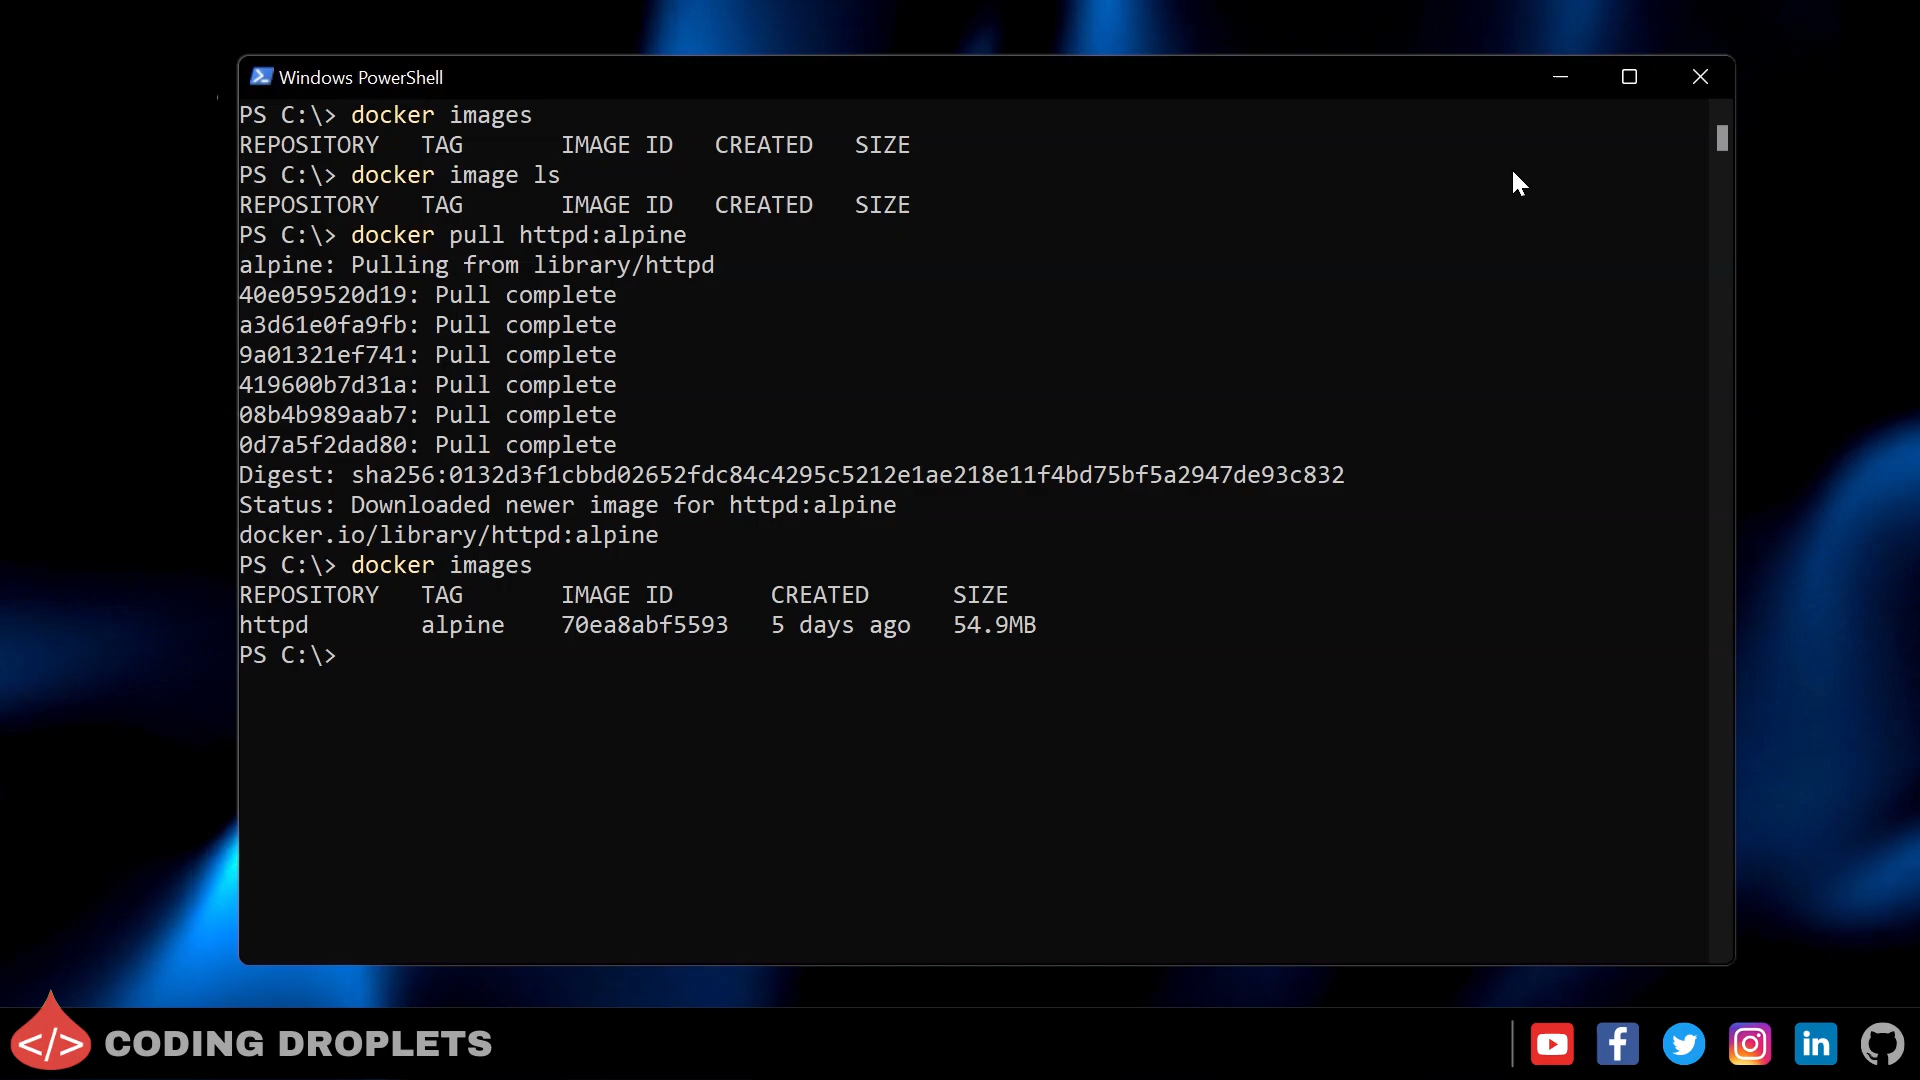 Windows PowerShell
PS C:\> docker images
REPOSITORY   TAG       IMAGE ID   CREATED   SIZE
PS C:\> docker image ls
REPOSITORY   TAG       IMAGE ID   CREATED   SIZE
PS C:\> docker pull httpd:alpine
alpine: Pulling from library/httpd
40e059520d19: Pull complete
a3d61e0fa9fb: Pull complete
9a01321ef741: Pull complete
419600b7d31a: Pull complete
08b4b989aab7: Pull complete
0d7a5f2dad80: Pull complete
Digest: sha256:0132d3f1cbbd02652fdc84c4295c5212e1ae218e11f4bd75bf5a2947de93c832
Status: Downloaded newer image for httpd:alpine
docker.io/library/httpd:alpine
PS C:\> docker images
REPOSITORY   TAG       IMAGE ID       CREATED      SIZE
httpd        alpine    70ea8abf5593   5 days ago   54.9MB
PS C:\>
</> CODING DROPLETS